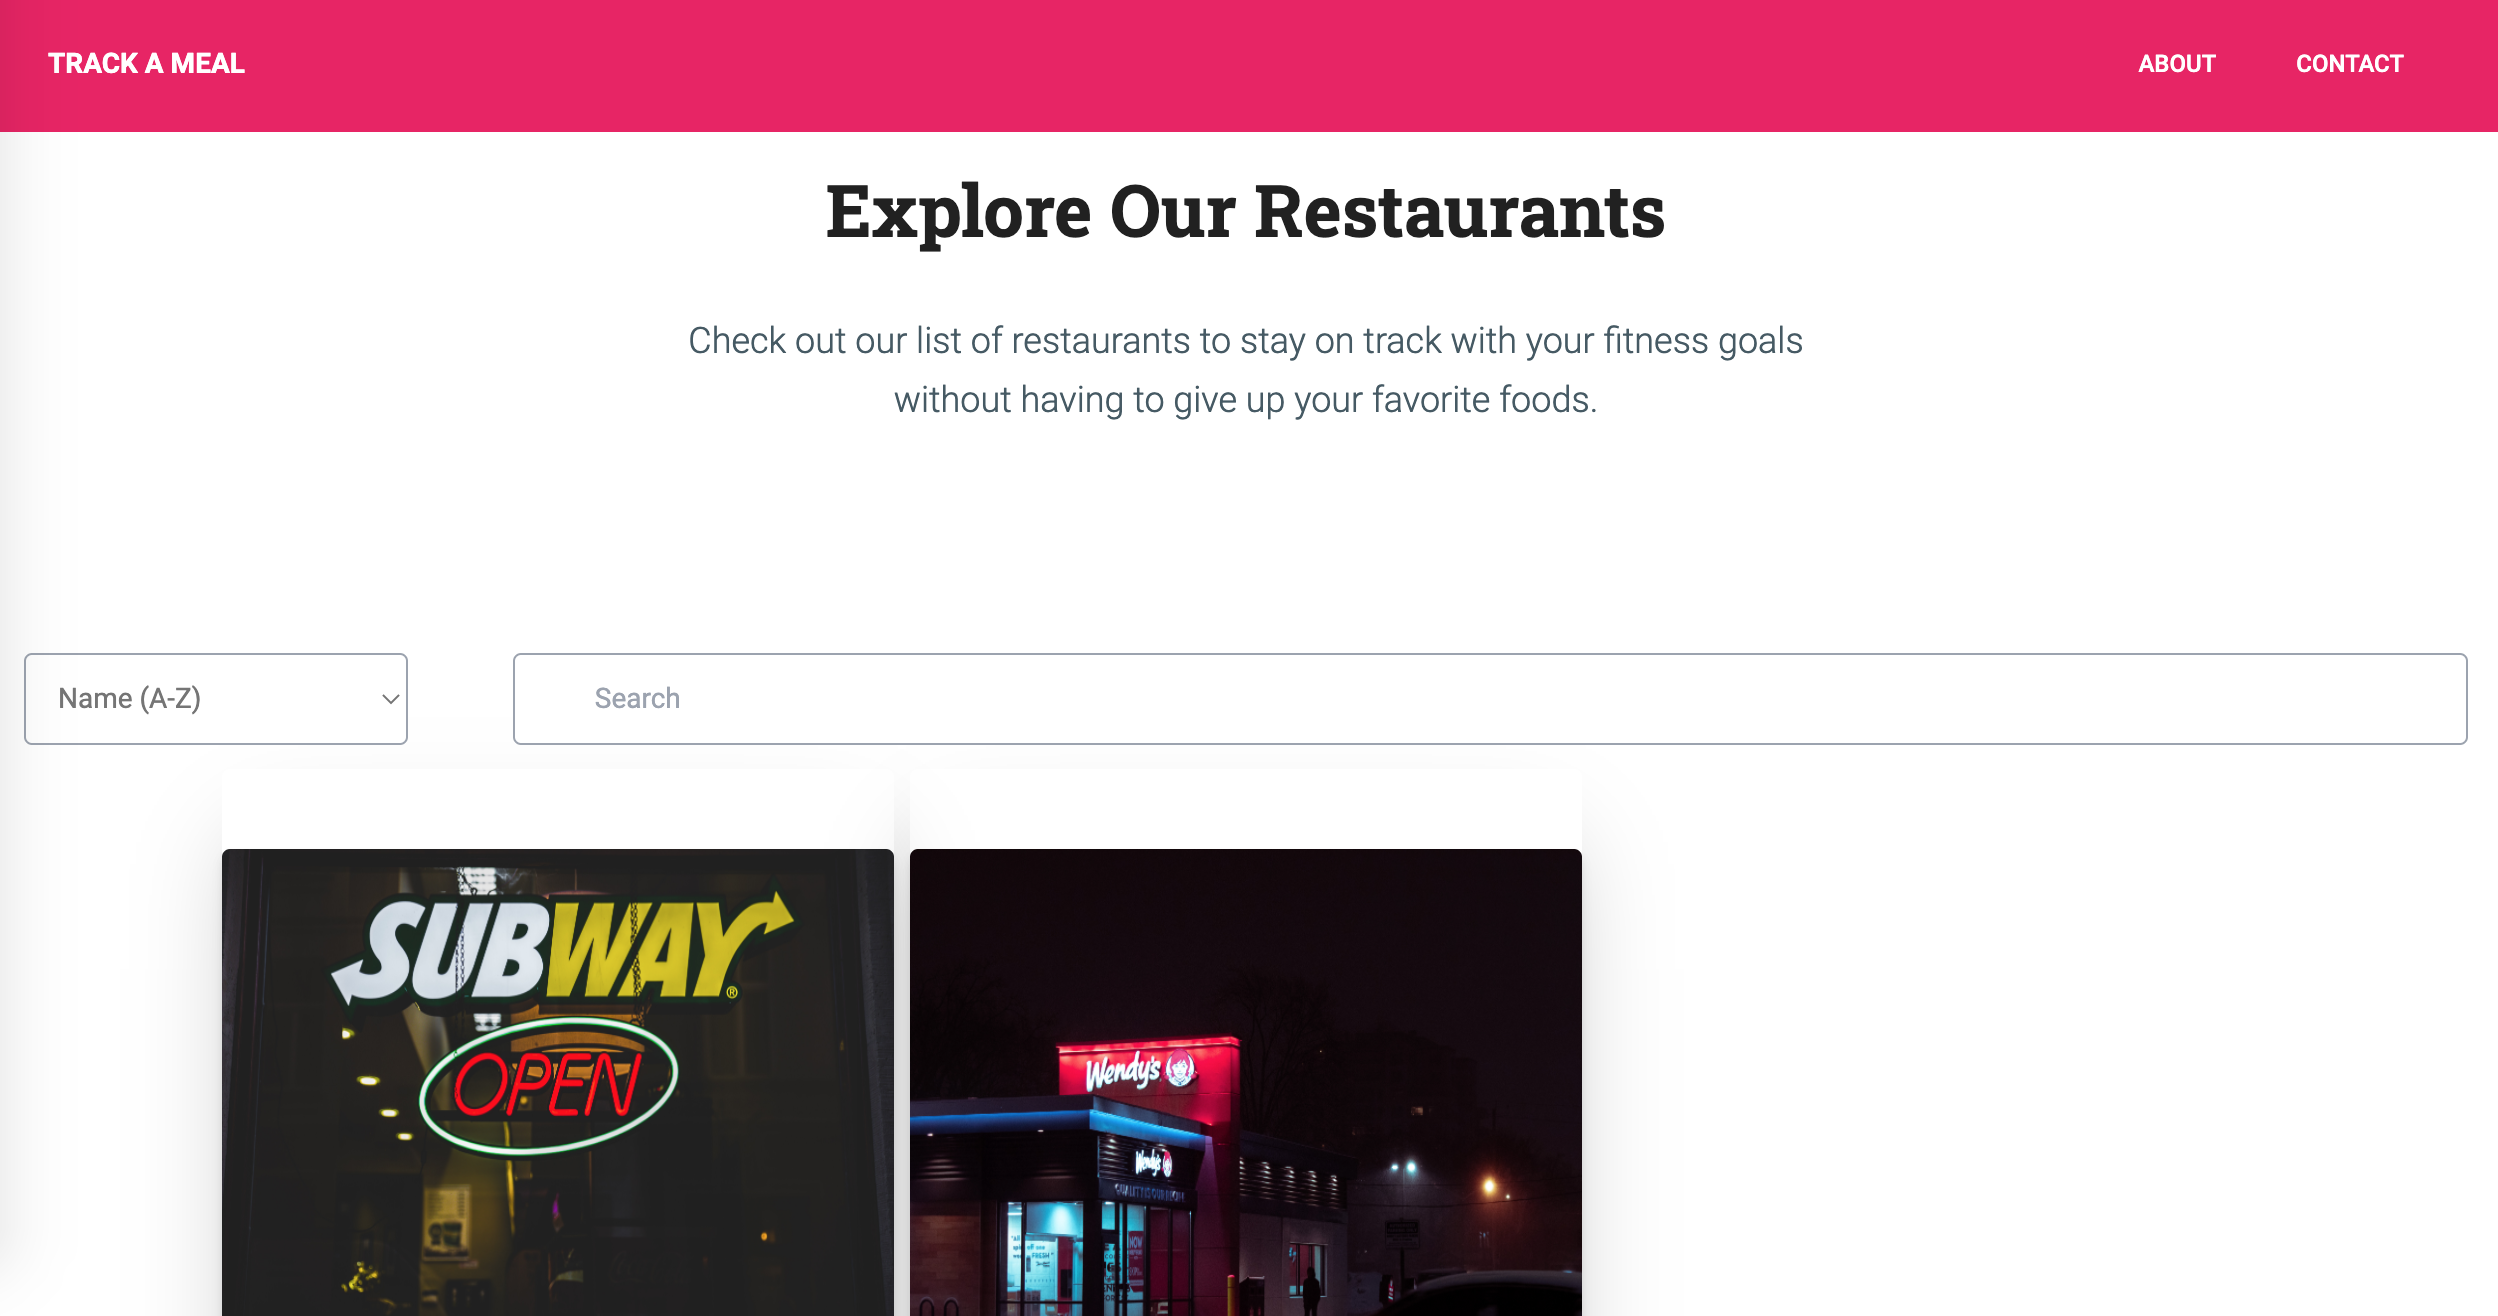 TRACK A MEAL
ABOUT
CONTACT
Explore Our Restaurants
Check out our list of restaurants to stay on track with your fitness goals
without having to give up your favorite foods.
Name (A-Z)
Search
SUBWAY®
OPEN
Wendy's
Wendy's